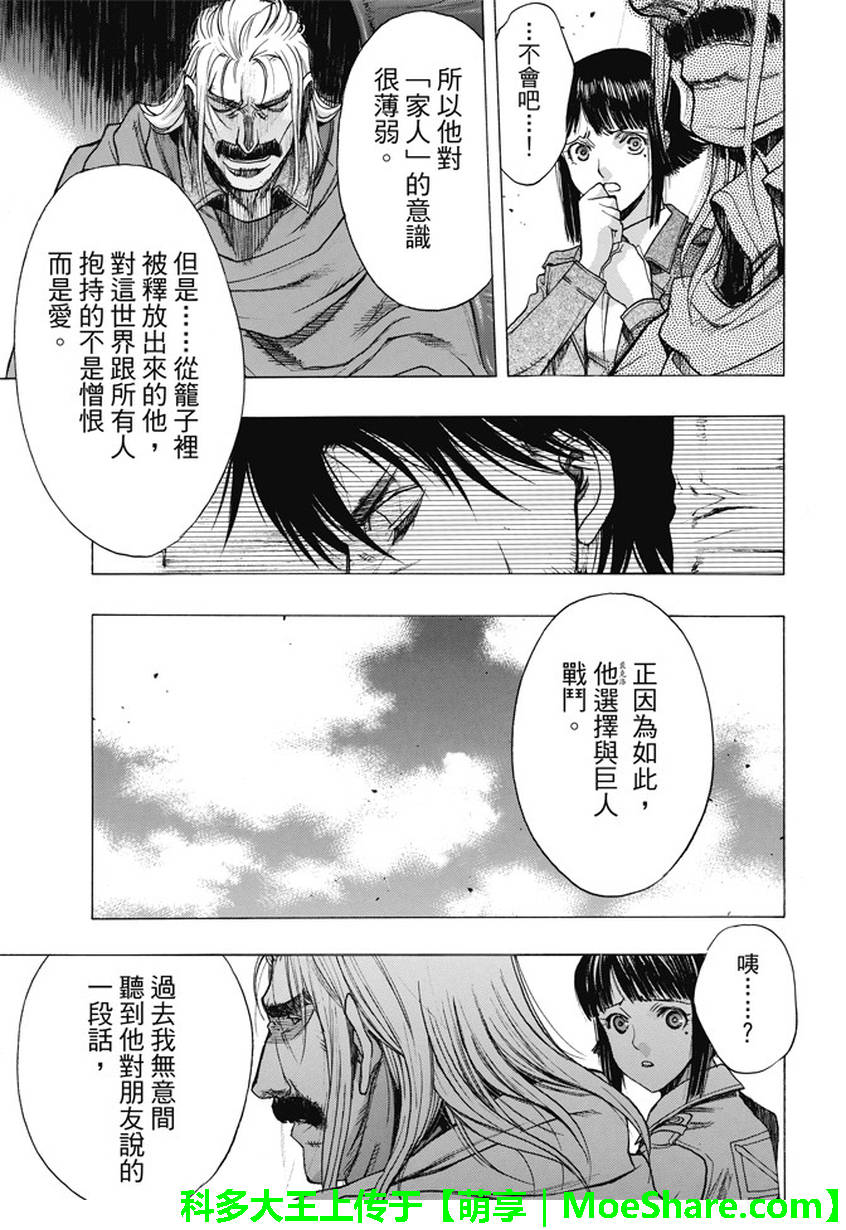 …不會吧…!
所以他對
「家人」的意識
很薄弱。
但是……從籠子裡
被釋放出來的他，
對這世界跟所有人
抱持的不是憎恨
而是愛。
正因為如此，
他選擇與巨人
戰鬥。
咦……?
過去我無意間
聽到他對朋友說的
一段話，
科多大王上传于【萌享｜MoeShare.com】